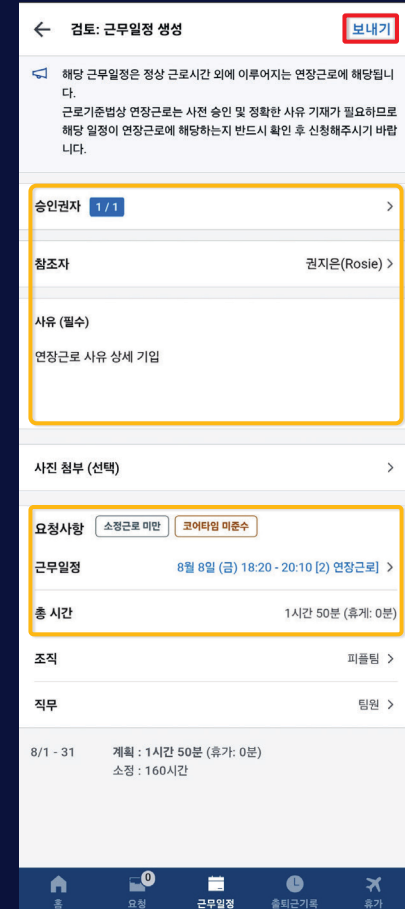 검토: 근무일정 생성
보내기
해당 근무일정은 정상 근로시간 외에 이루어지는 연장근로에 해당됩니
다.
근로기준법상 연장근로는 사전 승인 및 정확한 사유 기재가 필요하므로
해당 일정이 연장근로에 해당하는지 반드시 확인 후 신청해주시기 바랍
니다.
승인권자 1 / 1
참조자 권지은(Rosie)
사유 (필수)
연장근로 사유 상세 기입
사진 첨부 (선택)
요청사항 소정근로 미만 코어타임 미준수
근무일정 8월 8일 (금) 18:20 - 20:10 [2) 연장근로]
총 시간 1시간 50분 (휴게: 0분)
조직 피플팀
직무 팀원
8/1 - 31 계획 : 1시간 50분 (휴가: 0분)
소정 : 160시간
0
홈 요청 근무일정 출퇴근기록 휴가